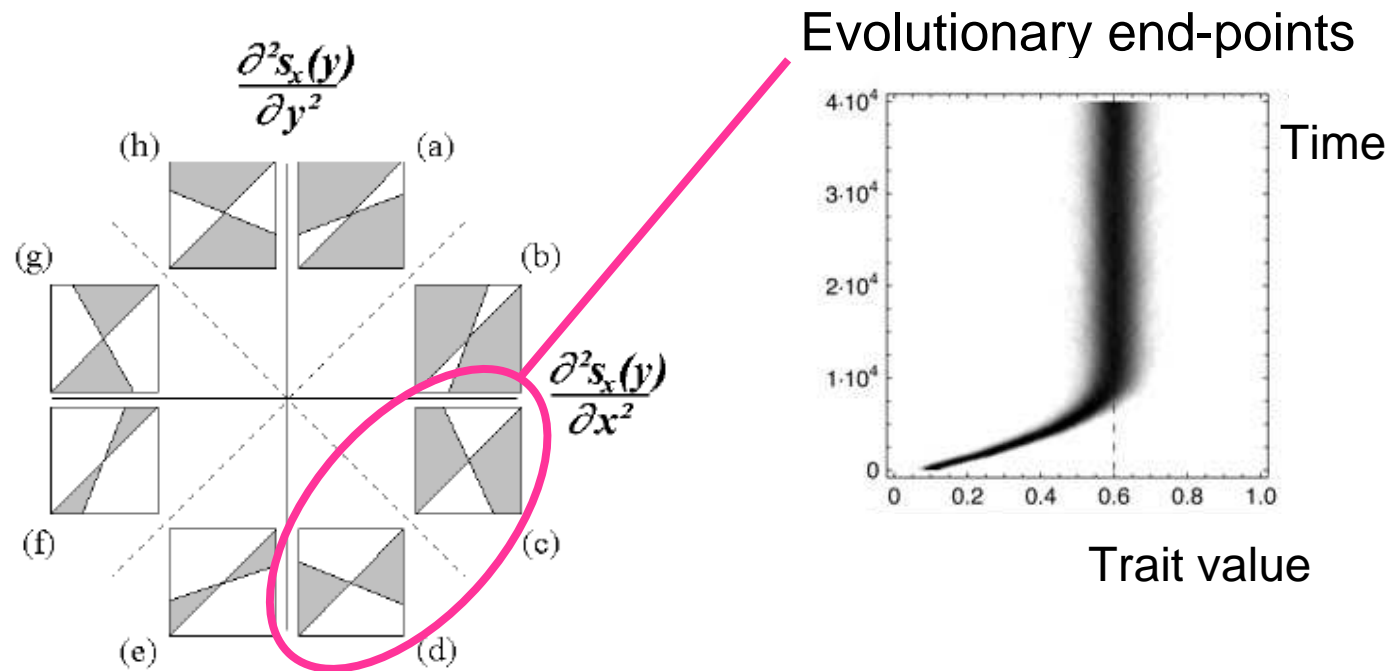 Evolutionary end-points
∂²sₓ(y)
∂y²
(h)
(a)
(g)
(b)
∂²sₓ(y)
∂x²
(f)
(c)
(e)
(d)
4·10⁴
Time
3·10⁴
2·10⁴
1·10⁴
0
0 0.2 0.4 0.6 0.8 1.0
Trait value